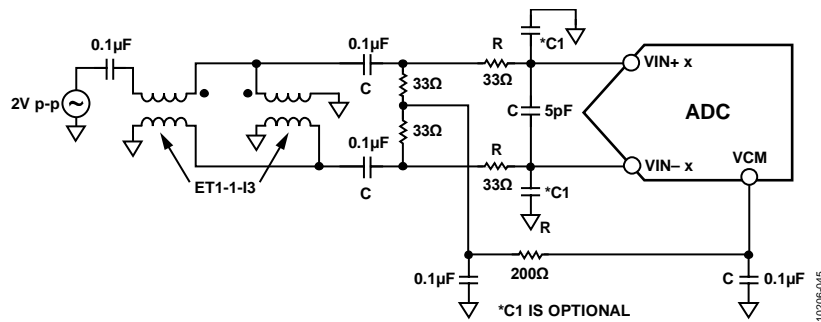 0.1µF
2V p-p
ET1-1-I3
0.1µF
C
33Ω
33Ω
0.1µF
C
R
33Ω
*C1
C 5pF
R
33Ω
*C1
R
VIN+ x
ADC
VIN– x
VCM
200Ω
0.1µF
C 0.1µF
*C1 IS OPTIONAL
10206-045